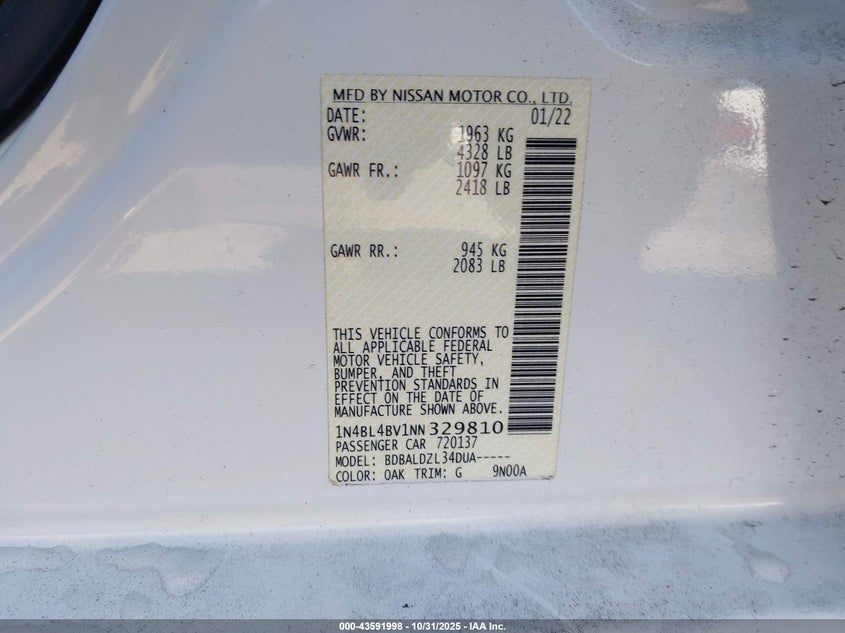 MFD BY NISSAN MOTOR CO., LTD.
DATE: 01/22
GVWR: 1963 KG
4328 LB
GAWR FR.: 1097 KG
2418 LB
GAWR RR.: 945 KG
2083 LB
THIS VEHICLE CONFORMS TO
ALL APPLICABLE FEDERAL
MOTOR VEHICLE SAFETY,
BUMPER, AND THEFT
PREVENTION STANDARDS IN
EFFECT ON THE DATE OF
MANUFACTURE SHOWN ABOVE.
1N4BL4BV1NN 329810
PASSENGER CAR 720137
MODEL: BDBALDZL34DUA-----
COLOR: OAK TRIM: G 9N00A
000-43591998 - 10/31/2025 - IAA Inc.